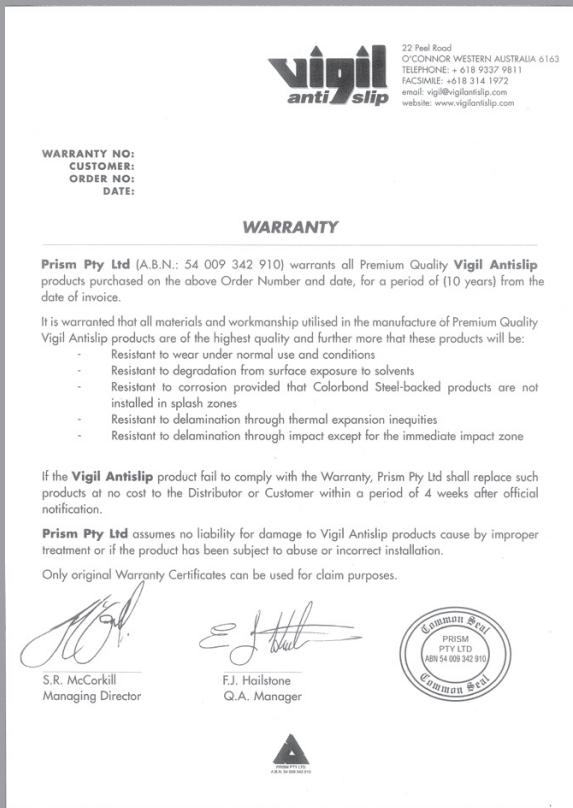 vigil
anti slip
22 Peel Road
O'CONNOR WESTERN AUSTRALIA 6163
TELEPHONE: + 618 9337 9811
FACSIMILE: +618 314 1972
email: vigil@vigilantislip.com
website: www.vigilantislip.com
WARRANTY NO:
CUSTOMER:
ORDER NO:
DATE:
WARRANTY
Prism Pty Ltd (A.B.N.: 54 009 342 910) warrants all Premium Quality Vigil Antislip
products purchased on the above Order Number and date, for a period of (10 years) from the
date of invoice.
It is warranted that all materials and workmanship utilised in the manufacture of Premium Quality
Vigil Antislip products are of the highest quality and further more that these products will be:
- Resistant to wear under normal use and conditions
- Resistant to degradation from surface exposure to solvents
- Resistant to corrosion provided that Colorbond Steel-backed products are not
installed in splash zones
- Resistant to delamination through thermal expansion inequities
- Resistant to delamination through impact except for the immediate impact zone
If the Vigil Antislip product fail to comply with the Warranty, Prism Pty Ltd shall replace such
products at no cost to the Distributor or Customer within a period of 4 weeks after official
notification.
Prism Pty Ltd assumes no liability for damage to Vigil Antislip products cause by improper
treatment or if the product has been subject to abuse or incorrect installation.
Only original Warranty Certificates can be used for claim purposes.
S.R. McCorkill
Managing Director
F.J. Hailstone
Q.A. Manager
Common Seal
PRISM
PTY LTD
ABN 54 009 342 910
Common Seal
PRISM PTY LTD
A.B.N. 54 009 342 910